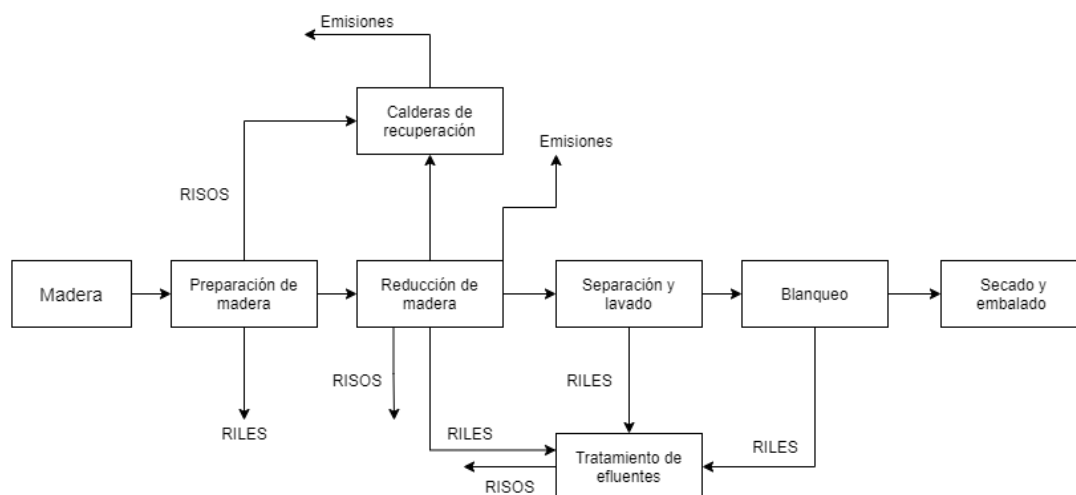 Emisiones
Calderas de
recuperación
Emisiones
RISOS
Madera
Preparación de
madera
Reducción de
madera
Separación y
lavado
Blanqueo
Secado y
embalado
RISOS
RILES
RILES
RILES
RILES
Tratamiento de
efluentes
RISOS